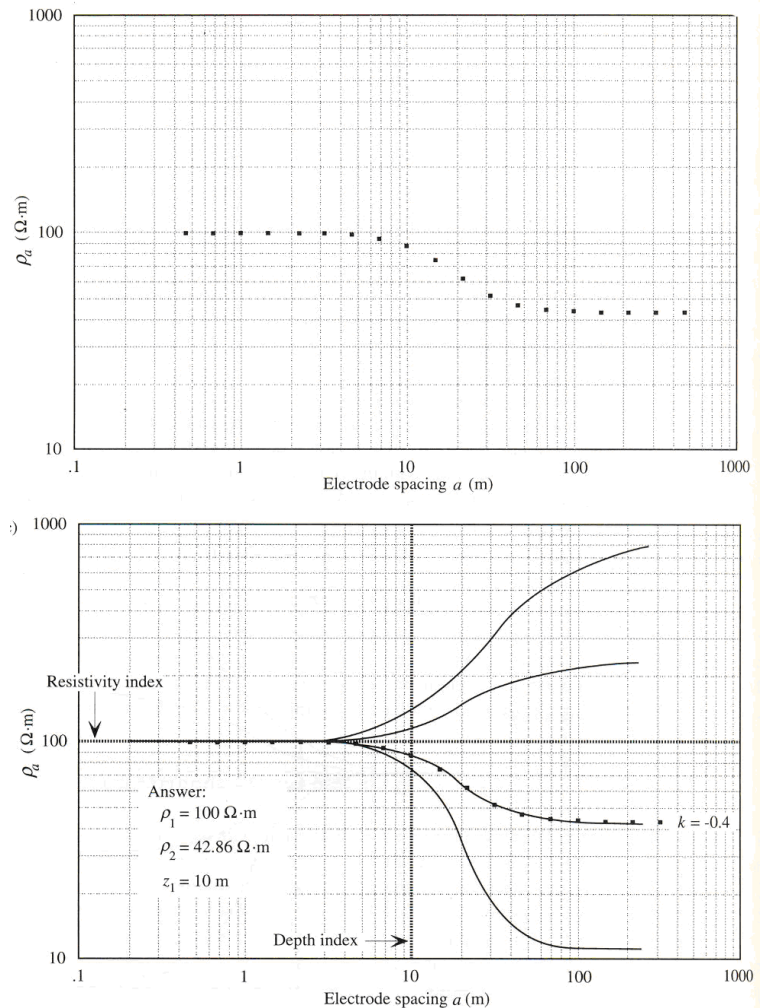 1000
ρa (Ω·m)
100
10
.1 1 10 100 1000
Electrode spacing a (m)
:)
1000
Resistivity index
ρa (Ω·m)
100
Answer:
ρ1 = 100 Ω·m
ρ2 = 42.86 Ω·m
z1 = 10 m
k = -0.4
Depth index
10
.1 1 10 100 1000
Electrode spacing a (m)